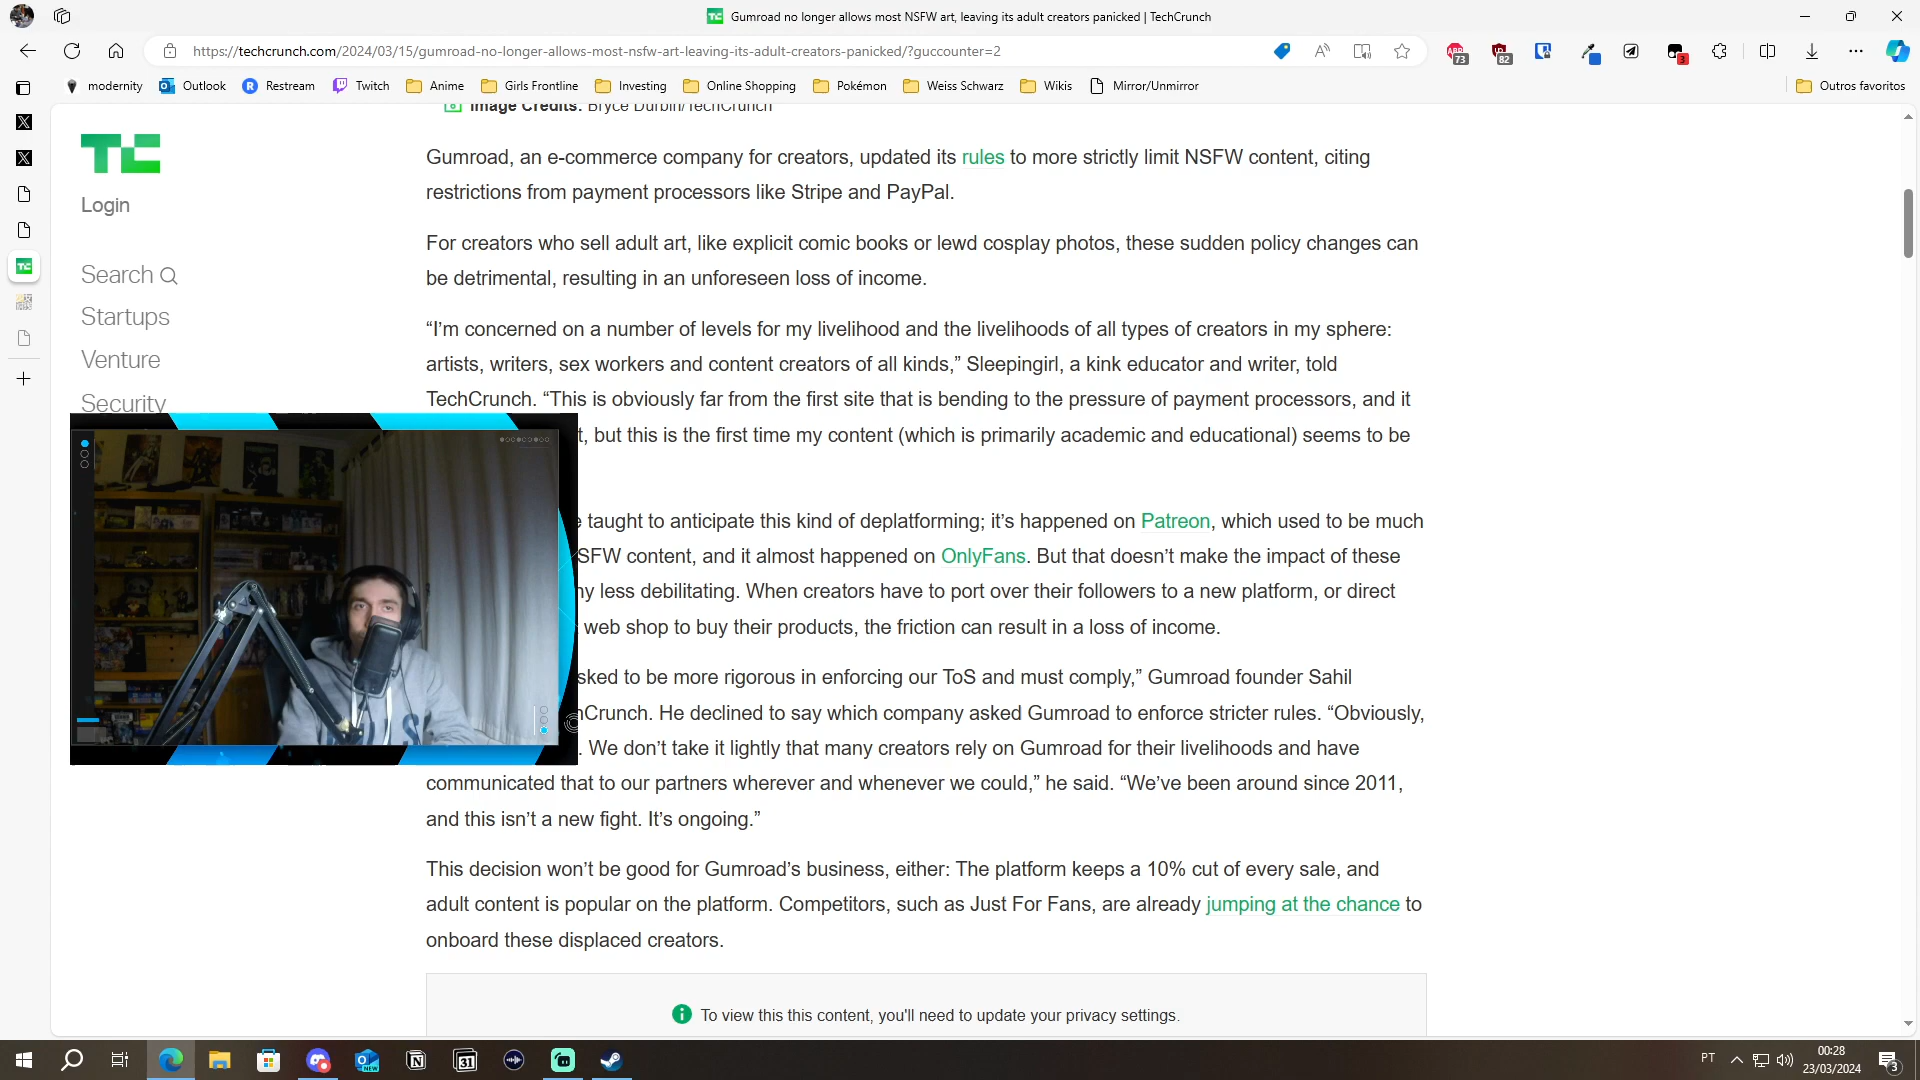 Gumroad no longer allows most NSFW art, leaving its adult creators panicked | TechCrunch
https://techcrunch.com/2024/03/15/gumroad-no-longer-allows-most-nsfw-art-leaving-its-adult-creators-panicked/?guccounter=2
73
82
3
modernity
Outlook
Restream
Twitch
Anime
Girls Frontline
Investing
Online Shopping
Pokémon
Weiss Schwarz
Wikis
Mirror/Unmirror
Outros favoritos
Image Credits: Bryce Durbin/TechCrunch
TC
Login
Search
Startups
Venture
Security
Gumroad, an e-commerce company for creators, updated its rules to more strictly limit NSFW content, citing
restrictions from payment processors like Stripe and PayPal.
For creators who sell adult art, like explicit comic books or lewd cosplay photos, these sudden policy changes can
be detrimental, resulting in an unforeseen loss of income.
“I’m concerned on a number of levels for my livelihood and the livelihoods of all types of creators in my sphere:
artists, writers, sex workers and content creators of all kinds,” Sleepingirl, a kink educator and writer, told
TechCrunch. “This is obviously far from the first site that is bending to the pressure of payment processors, and it
t, but this is the first time my content (which is primarily academic and educational) seems to be
taught to anticipate this kind of deplatforming; it’s happened on Patreon, which used to be much
SFW content, and it almost happened on OnlyFans. But that doesn’t make the impact of these
ny less debilitating. When creators have to port over their followers to a new platform, or direct
web shop to buy their products, the friction can result in a loss of income.
sked to be more rigorous in enforcing our ToS and must comply,” Gumroad founder Sahil
nCrunch. He declined to say which company asked Gumroad to enforce stricter rules. “Obviously,
. We don’t take it lightly that many creators rely on Gumroad for their livelihoods and have
communicated that to our partners wherever and whenever we could,” he said. “We’ve been around since 2011,
and this isn’t a new fight. It’s ongoing.”
This decision won’t be good for Gumroad’s business, either: The platform keeps a 10% cut of every sale, and
adult content is popular on the platform. Competitors, such as Just For Fans, are already jumping at the chance to
onboard these displaced creators.
To view this this content, you'll need to update your privacy settings.
NEW
31
PT
00:28
23/03/2024
3